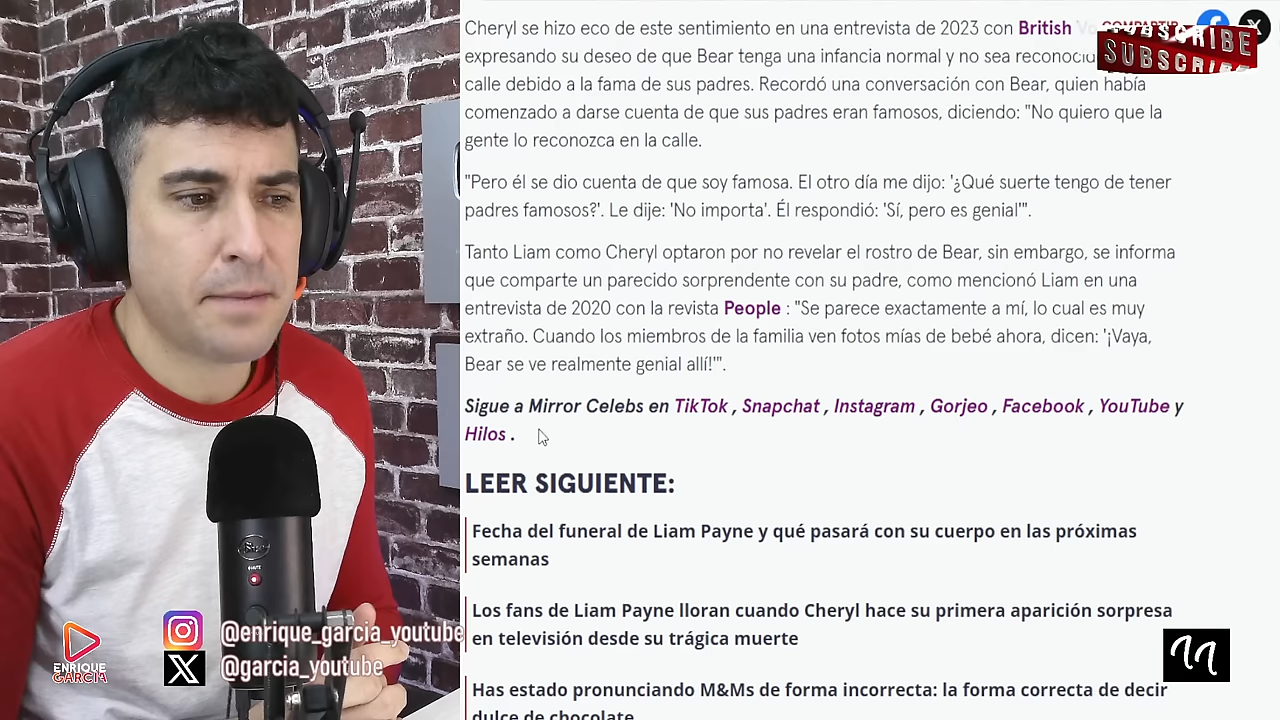 Cheryl se hizo eco de este sentimiento en una entrevista de 2023 con British
expresando su deseo de que Bear tenga una infancia normal y no sea
calle debido a la fama de sus padres. Recordó una conversación con Bear, quien había
comenzado a darse cuenta de que sus padres eran famosos, diciendo: "No quiero que la
gente lo reconozca en la calle.
"Pero él se dio cuenta de que soy famosa. El otro día me dijo: '¿Qué suerte tengo de tener
padres famosos?'. Le dije: 'No importa'. Él respondió: 'Sí, pero es genial'".
Tanto Liam como Cheryl optaron por no revelar el rostro de Bear, sin embargo, se informa
que comparte un parecido sorprendente con su padre, como mencionó Liam en una
entrevista de 2020 con la revista People : "Se parece exactamente a mí, lo cual es muy
extraño. Cuando los miembros de la familia ven fotos mías de bebé ahora, dicen: '¡Vaya,
Bear se ve realmente genial allí!'".
Sigue a Mirror Celebs en TikTok , Snapchat , Instagram , Gorjeo , Facebook , YouTube y
Hilos .
LEER SIGUIENTE:
Fecha del funeral de Liam Payne y qué pasará con su cuerpo en las próximas
semanas
Los fans de Liam Payne lloran cuando Cheryl hace su primera aparición sorpresa
en televisión desde su trágica muerte
Has estado pronunciando M&Ms de forma incorrecta: la forma correcta de decir
dulce de chocolate
SUBSCRIBE
SUBSCRIBE
MUTE
@enrique_garcia_youtube
@garcia_youtube
ENRIQUE
GARCIA